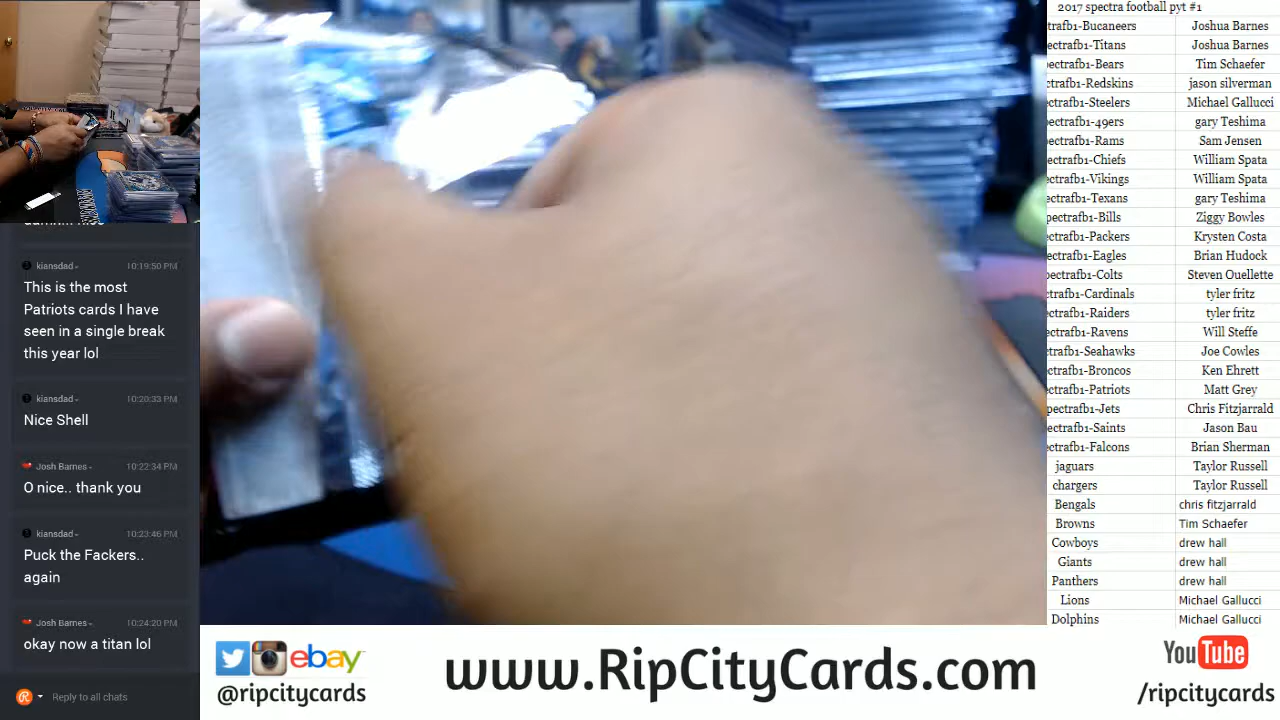 kiansdad 10:19:50 PM
This is the most
Patriots cards I have
seen in a single break
this year lol
kiansdad 10:20:33 PM
Nice Shell
Josh Barnes 10:22:34 PM
O nice.. thank you
kiansdad 10:23:46 PM
Puck the Fackers..
again
Josh Barnes 10:24:20 PM
okay now a titan lol
Reply to all chats
2017 spectra football pyt #1
trafb1-Bucaneers Joshua Barnes
ectrafb1-Titans Joshua Barnes
ectrafb1-Bears Tim Schaefer
ectrafb1-Redskins jason silverman
ectrafb1-Steelers Michael Gallucci
ectrafb1-49ers gary Teshima
ectrafb1-Rams Sam Jensen
ectrafb1-Chiefs William Spata
ectrafb1-Vikings William Spata
ectrafb1-Texans gary Teshima
pectrafb1-Bills Ziggy Bowles
ectrafb1-Packers Krysten Costa
ectrafb1-Eagles Brian Hudock
ectrafb1-Colts Steven Ouellette
ctrafb1-Cardinals tyler fritz
ectrafb1-Raiders tyler fritz
ectrafb1-Ravens Will Steffe
ctrafb1-Seahawks Joe Cowles
ctrafb1-Broncos Ken Ehrett
ectrafb1-Patriots Matt Grey
pectrafb1-Jets Chris Fitzjarrald
ectrafb1-Saints Jason Bau
ectrafb1-Falcons Brian Sherman
jaguars Taylor Russell
chargers Taylor Russell
Bengals chris fitzjarrald
Browns Tim Schaefer
Cowboys drew hall
Giants drew hall
Panthers drew hall
Lions Michael Gallucci
Dolphins Michael Gallucci
ebay
@ripcitycards
www.RipCityCards.com
YouTube
/ripcitycards